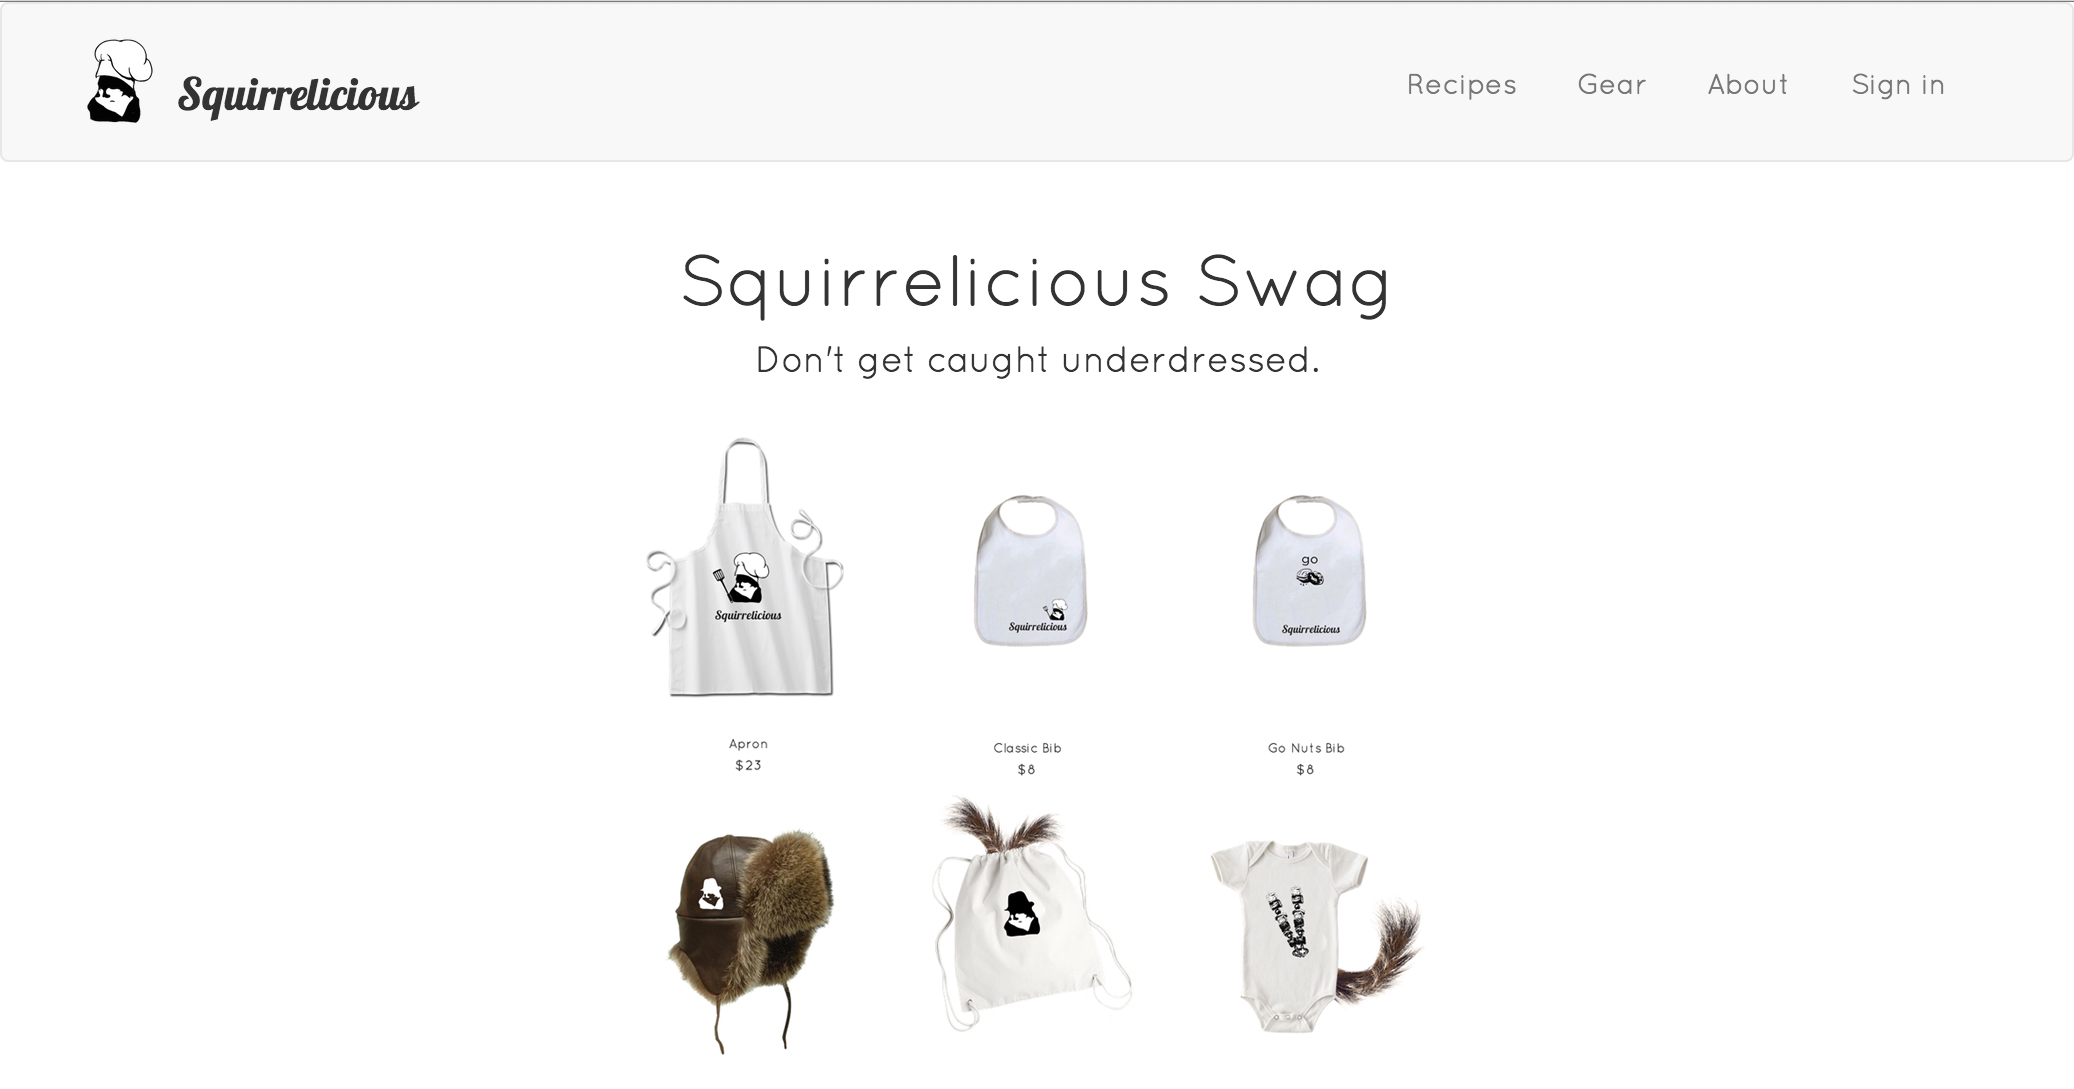 Squirrelicious
Recipes
Gear
About
Sign in
Squirrelicious Swag
Don't get caught underdressed.
Squirrelicious
Squirrelicious
go
Squirrelicious
Apron
$23
Classic Bib
$8
Go Nuts Bib
$8